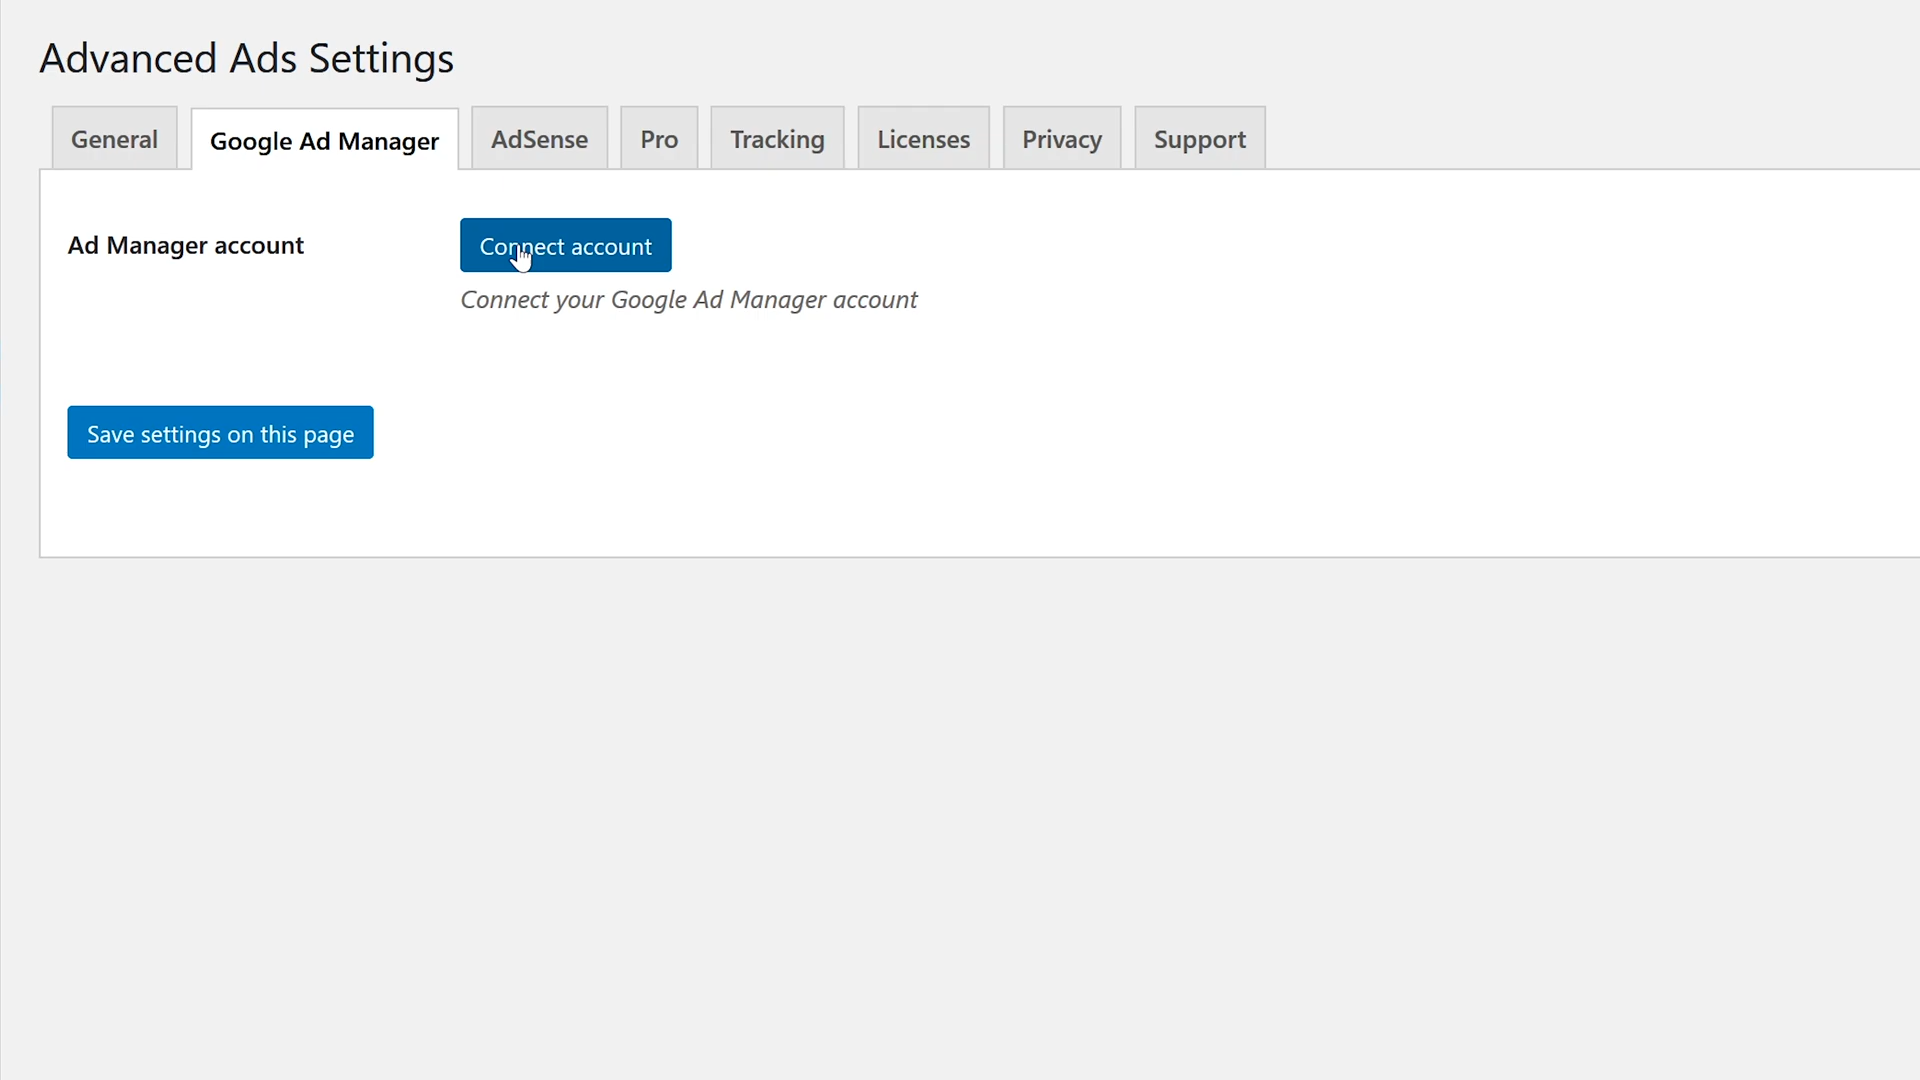 Advanced Ads Settings
General Google Ad Manager AdSense Pro Tracking Licenses Privacy Support
Ad Manager account Connect account
Connect your Google Ad Manager account
Save settings on this page